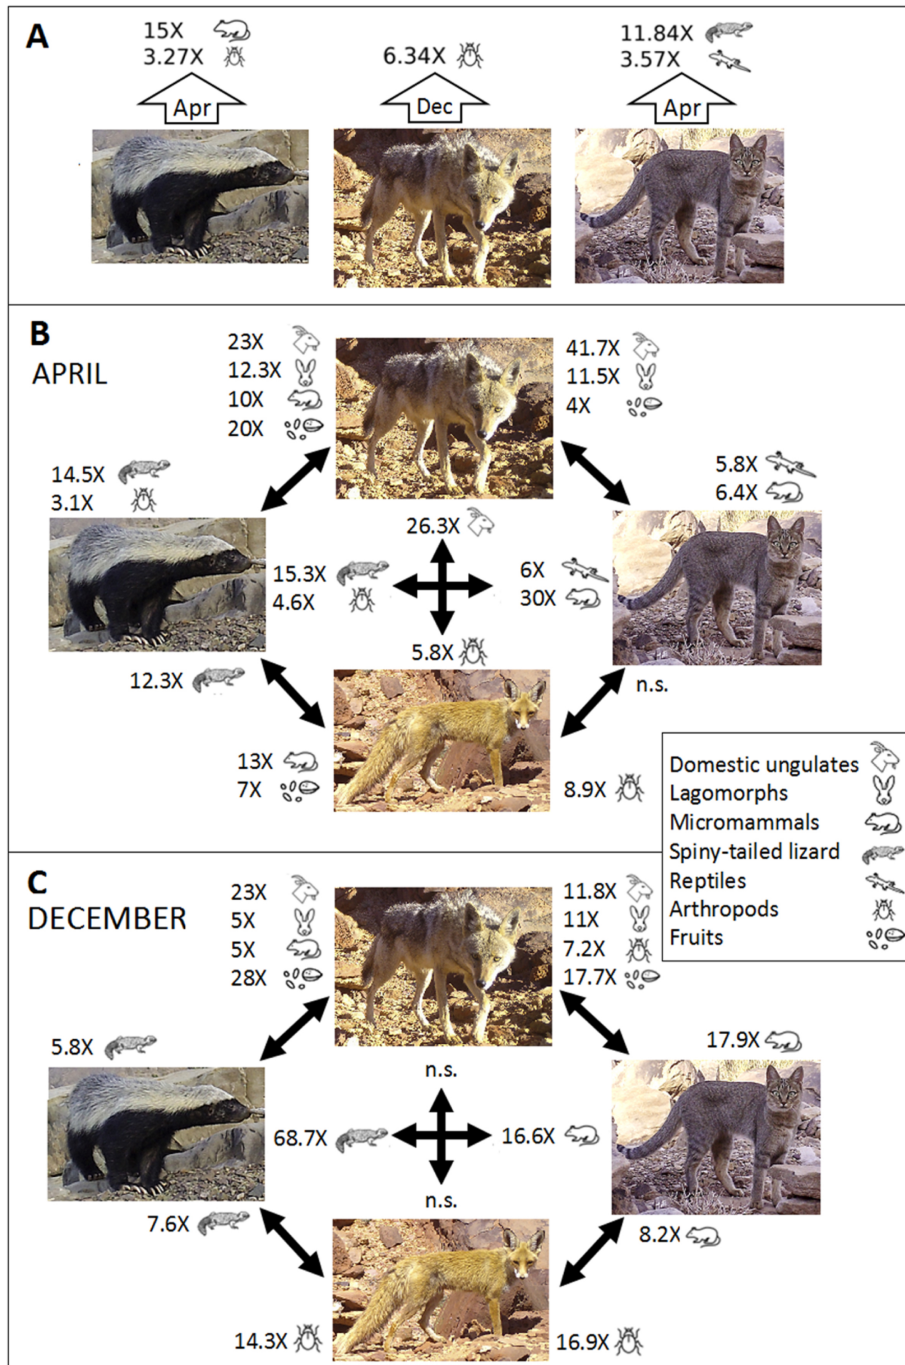 A
15X
3.27X
Apr
6.34X
Dec
11.84X
3.57X
Apr
B
APRIL
23X
12.3X
10X
20X
41.7X
11.5X
4X
14.5X
3.1X
5.8X
6.4X
26.3X
15.3X
4.6X
6X
30X
5.8X
12.3X
n.s.
13X
7X
8.9X
Domestic ungulates
Lagomorphs
Micromammals
Spiny-tailed lizard
Reptiles
Arthropods
Fruits
C
DECEMBER
23X
5X
5X
28X
11.8X
11X
7.2X
17.7X
5.8X
17.9X
n.s.
68.7X
16.6X
n.s.
7.6X
8.2X
14.3X
16.9X